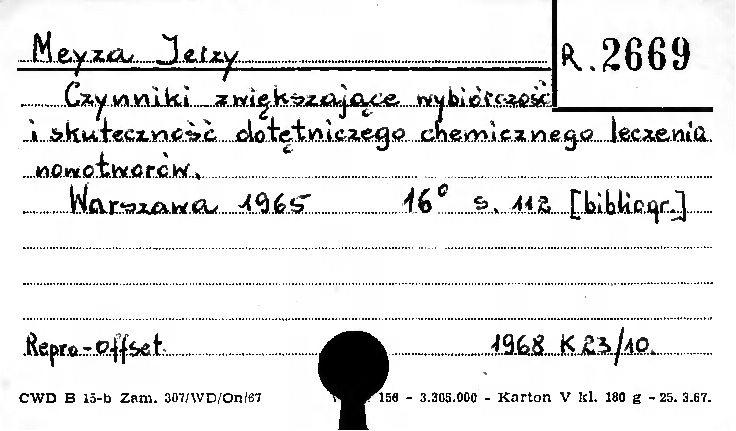 Meyza Jerzy
R. 2669
Czynniki zwiększające wybiórczość
i skuteczność dotętniczego chemicznego leczenia
nowotworów.
Warszawa 1965 16° s. 112 [bibliogr.]
Repro-Offset. 1968 K 23/10.
CWD B 15-b Zam. 307/WD/On/67 156 - 3.305.000 - Karton V kl. 180 g - 25. 3.67.